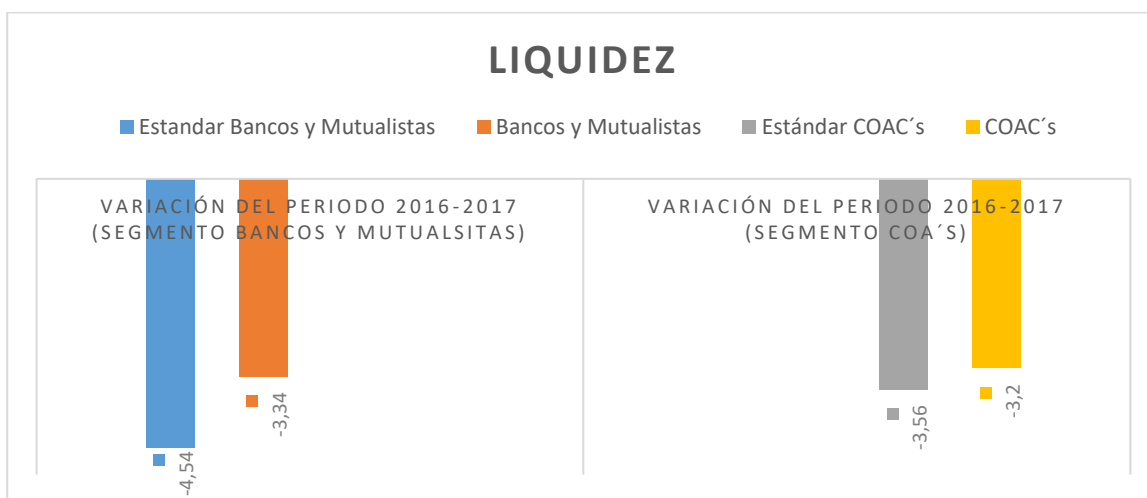 LIQUIDEZ
Estandar Bancos y Mutualistas Bancos y Mutualistas Estándar COAC´s COAC´s
VARIACIÓN DEL PERIODO 2016-2017
(SEGMENTO BANCOS Y MUTUALSITAS)
VARIACIÓN DEL PERIODO 2016-2017
(SEGMENTO COA´S)
-4,54
-3,34
-3,56
-3,2